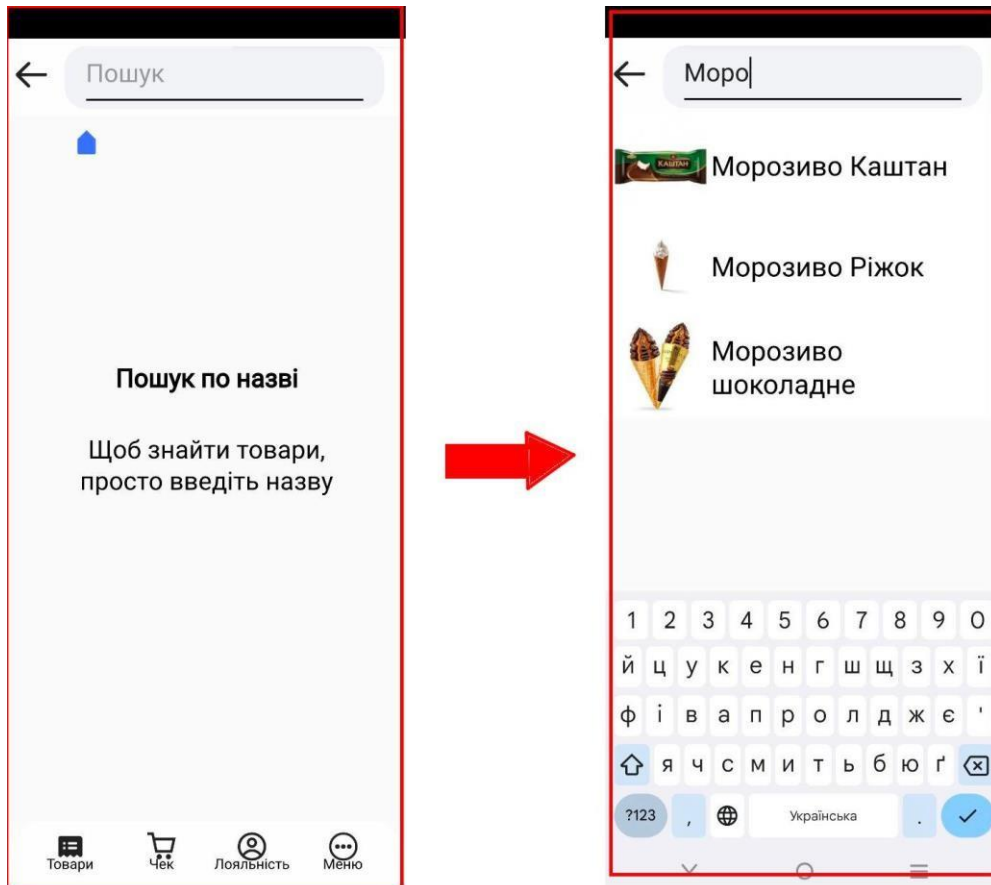 Пошук
Пошук по назві
Щоб знайти товари,
просто введіть назву
Товари
Чек
Лояльність
Меню
Моро
КАШТАН
Морозиво Каштан
Морозиво Ріжок
Морозиво
шоколадне
1 2 3 4 5 6 7 8 9 0
й ц у к е н г ш щ з х ї
ф і в а п р о л д ж є '
я ч с м и т ь б ю ґ
?123 , Українська .